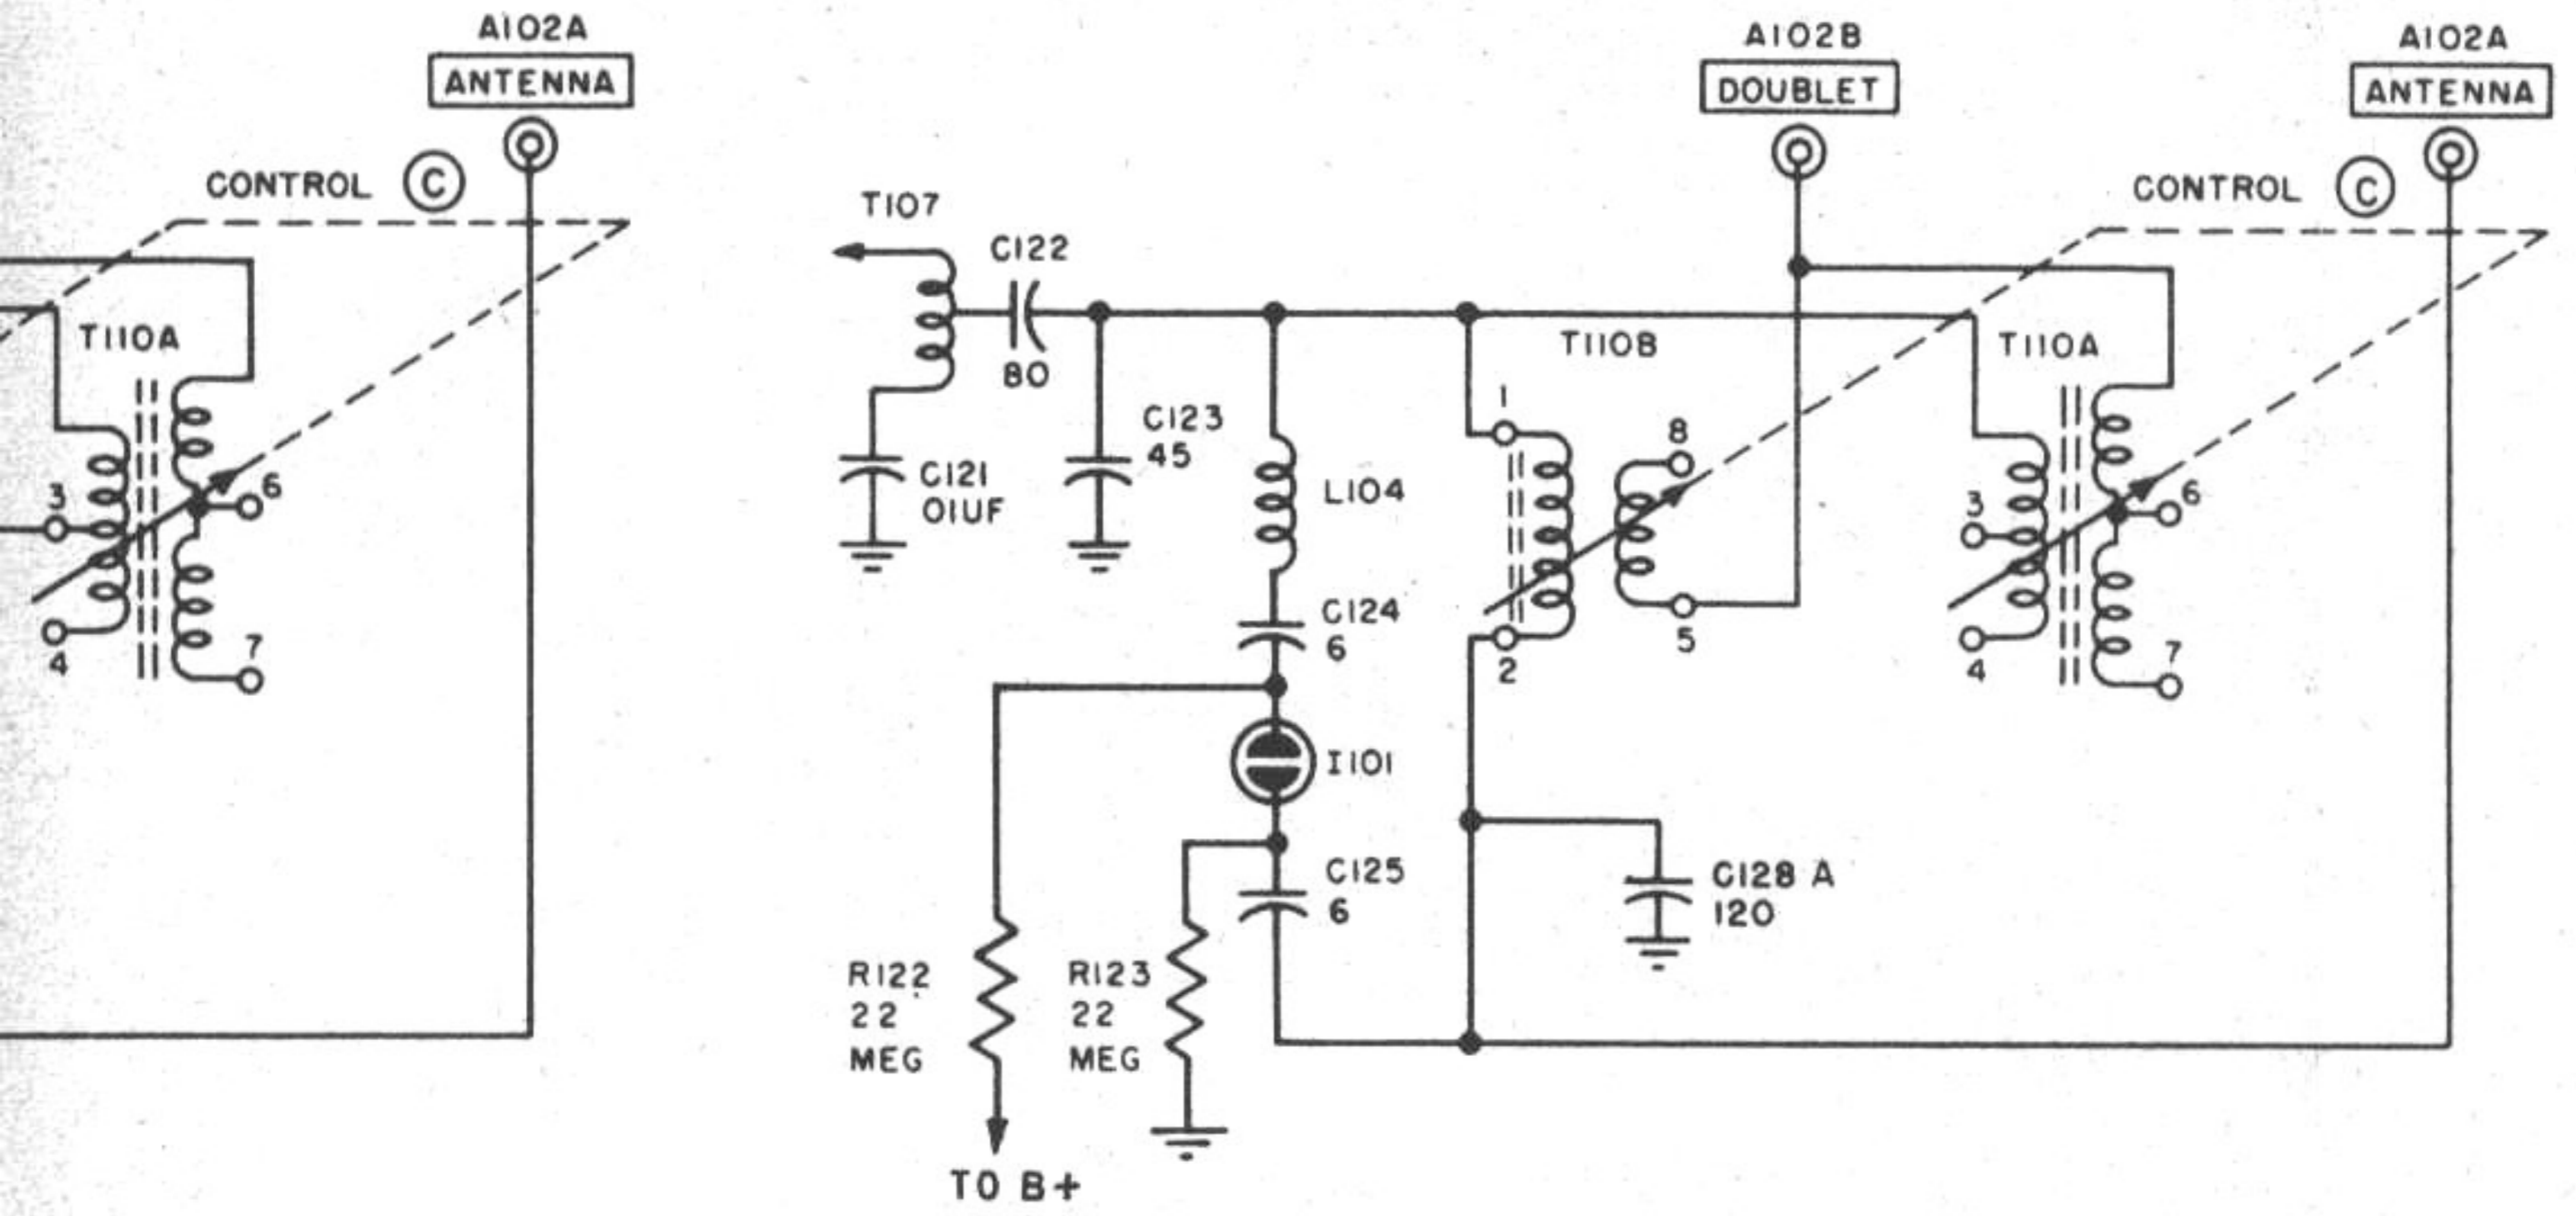 A102A
ANTENNA
CONTROL C
T110A
3
6
4
7
T107
C122
80
C123
45
C121
01UF
L104
C124
6
I101
C125
6
R122
22
MEG
R123
22
MEG
TO B+
A102B
DOUBLET
T110B
1
8
2
5
C128 A
120
A102A
ANTENNA
CONTROL C
T110A
3
6
4
7